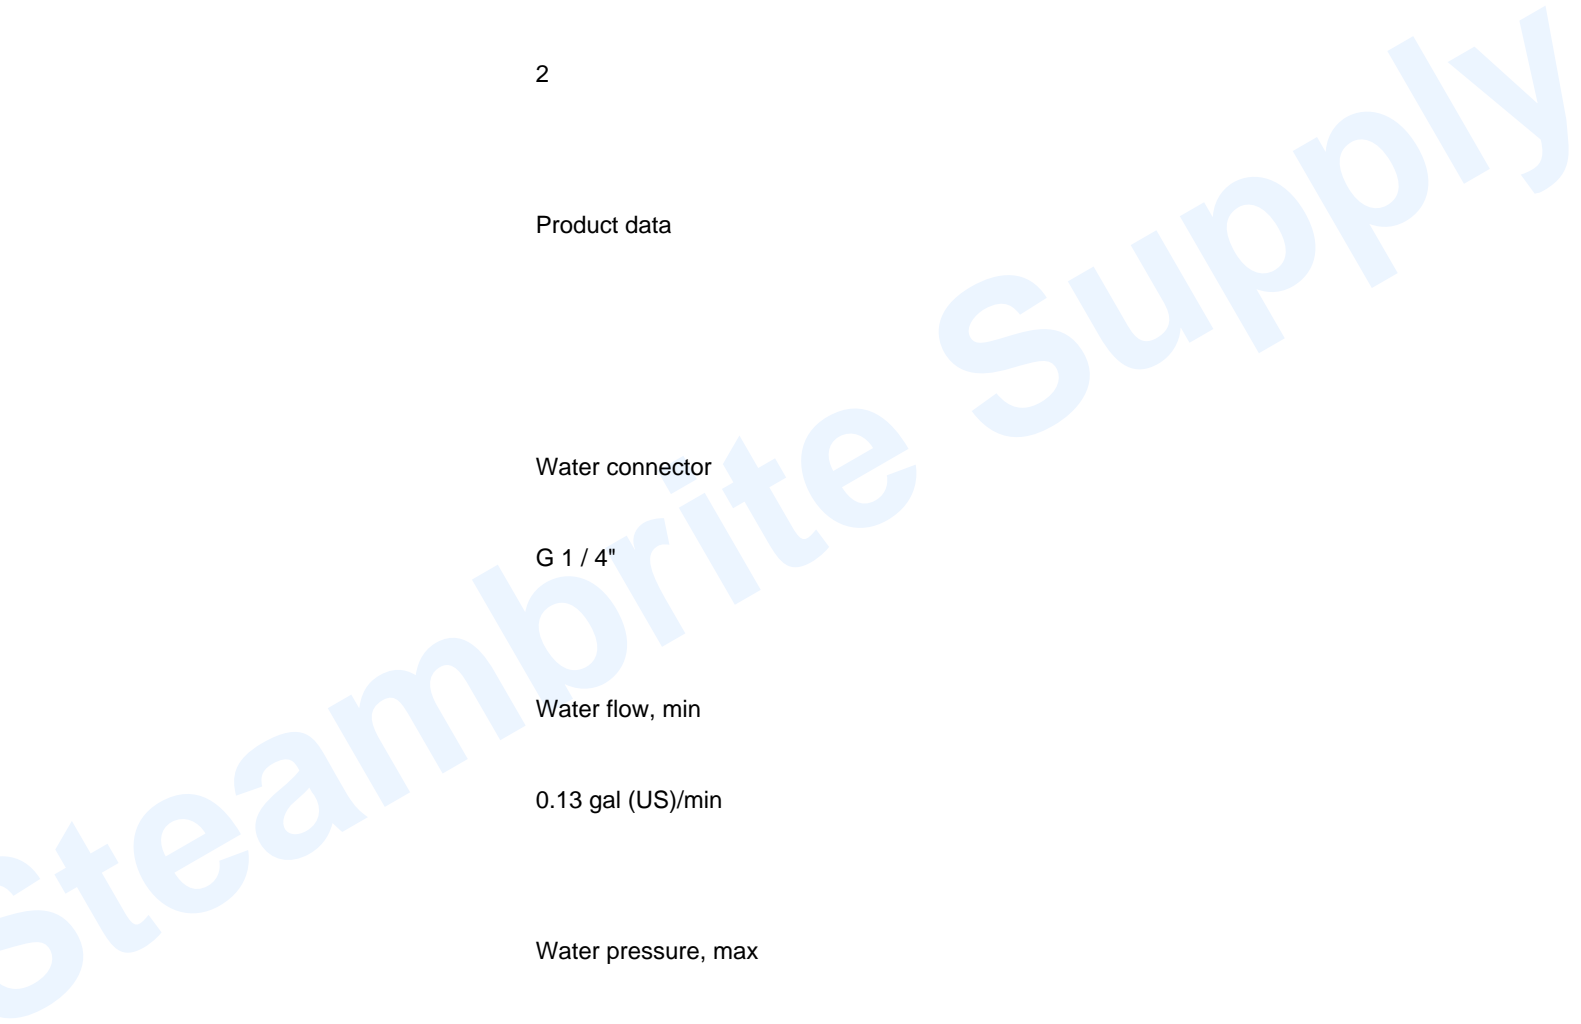 2
Product data
Water connector
G 1 / 4"
Water flow, min
0.13 gal (US)/min
Water pressure, max
Steambrite Supply